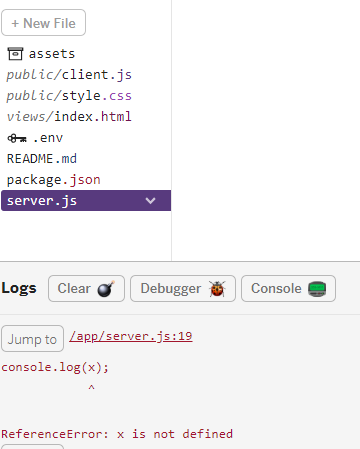 + New File
assets
public/client.js
public/style.css
views/index.html
.env
README.md
package.json
server.js
Logs Clear Debugger Console
Jump to /app/server.js:19
console.log(x);
^
ReferenceError: x is not defined